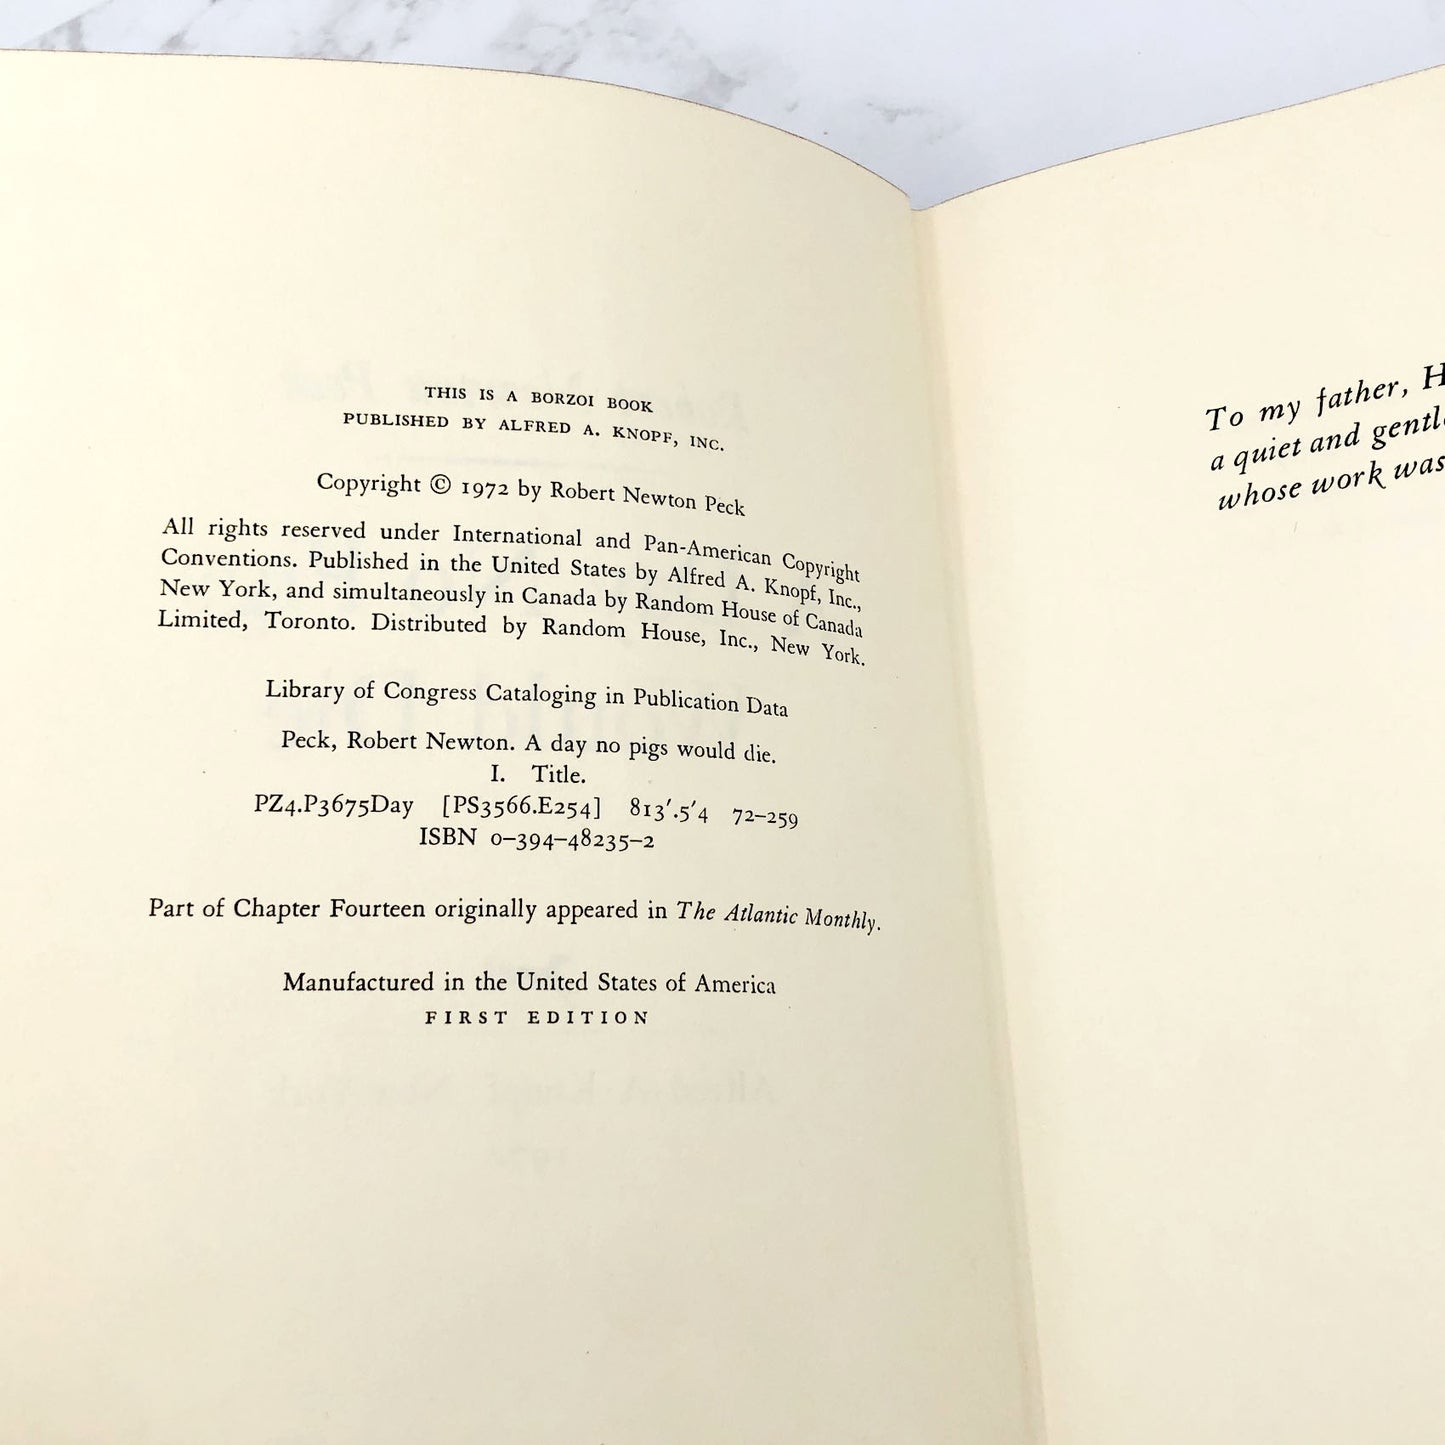 THIS IS A BORZOI BOOK
PUBLISHED BY ALFRED A. KNOPF, INC.
Copyright © 1972 by Robert Newton Peck
All rights reserved under International and Pan-American Copyright
Conventions. Published in the United States by Alfred A. Knopf, Inc.,
New York, and simultaneously in Canada by Random House of Canada
Limited, Toronto. Distributed by Random House, Inc., New York.
Library of Congress Cataloging in Publication Data
Peck, Robert Newton. A day no pigs would die.
I. Title.
PZ4.P3675Day [PS3566.E254] 813'.5'4 72–259
ISBN 0–394–48235–2
Part of Chapter Fourteen originally appeared in The Atlantic Monthly.
Manufactured in the United States of America
FIRST EDITION
To my father,
a quiet and
whose work was